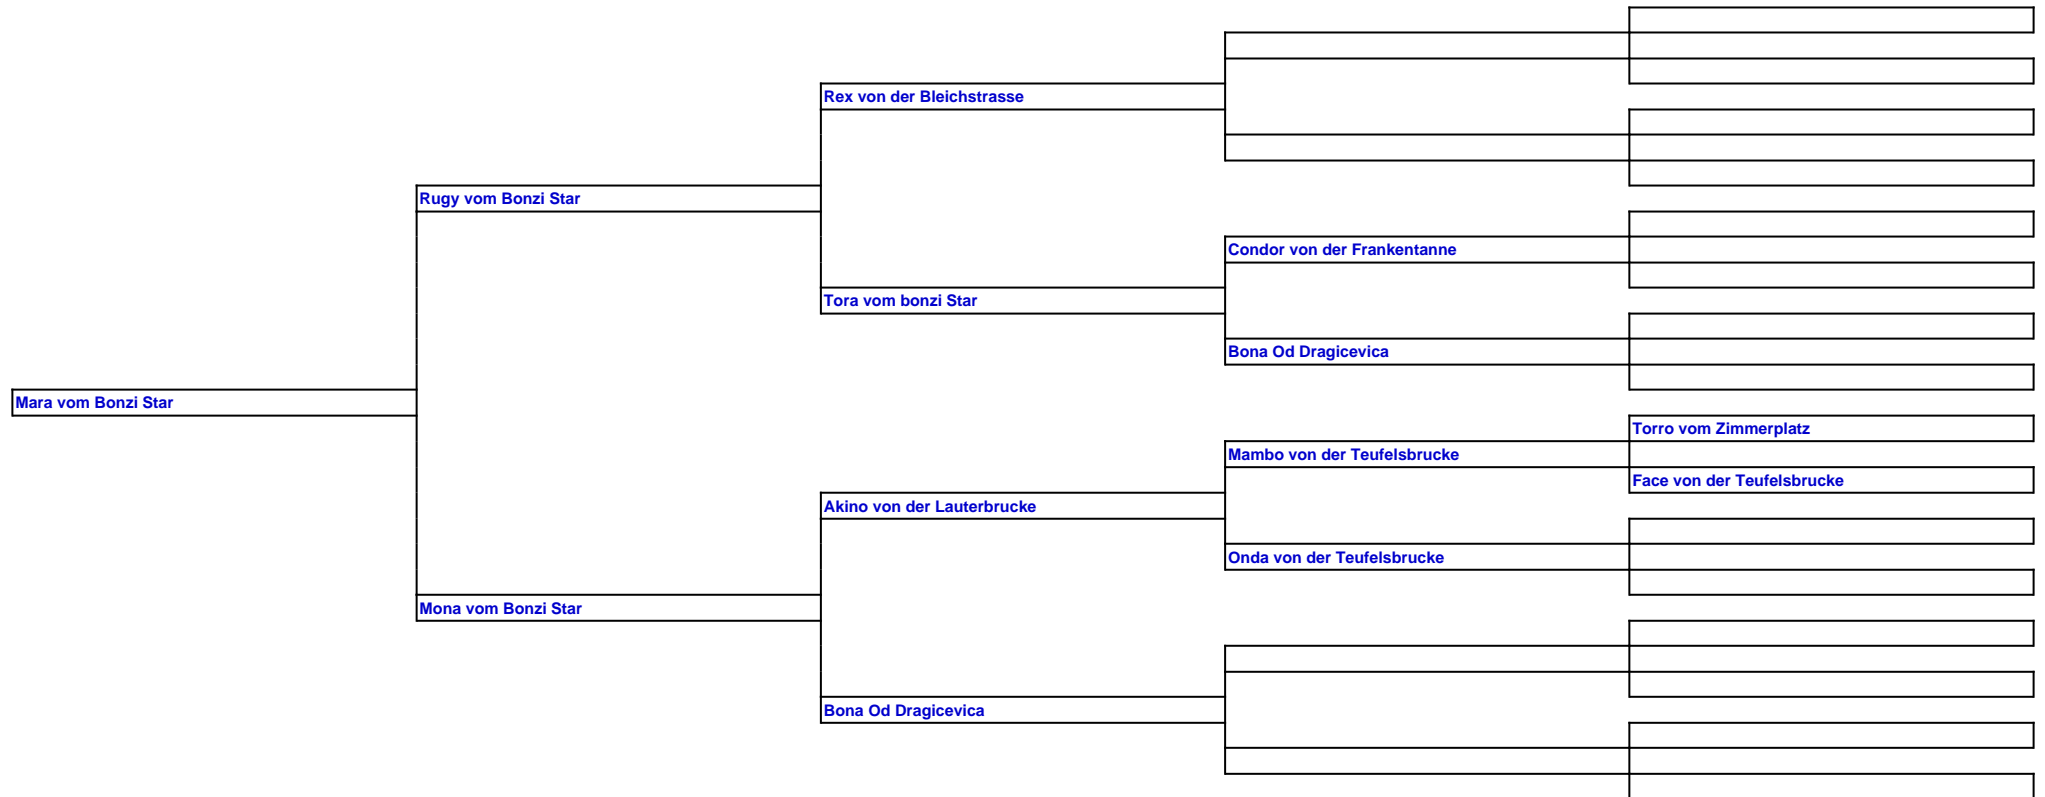 Rex von der Bleichstrasse
Rugy vom Bonzi Star
Condor von der Frankentanne
Tora vom bonzi Star
Bona Od Dragicevica
Mara vom Bonzi Star
Torro vom Zimmerplatz
Mambo von der Teufelsbrucke
Face von der Teufelsbrucke
Akino von der Lauterbrucke
Onda von der Teufelsbrucke
Mona vom Bonzi Star
Bona Od Dragicevica